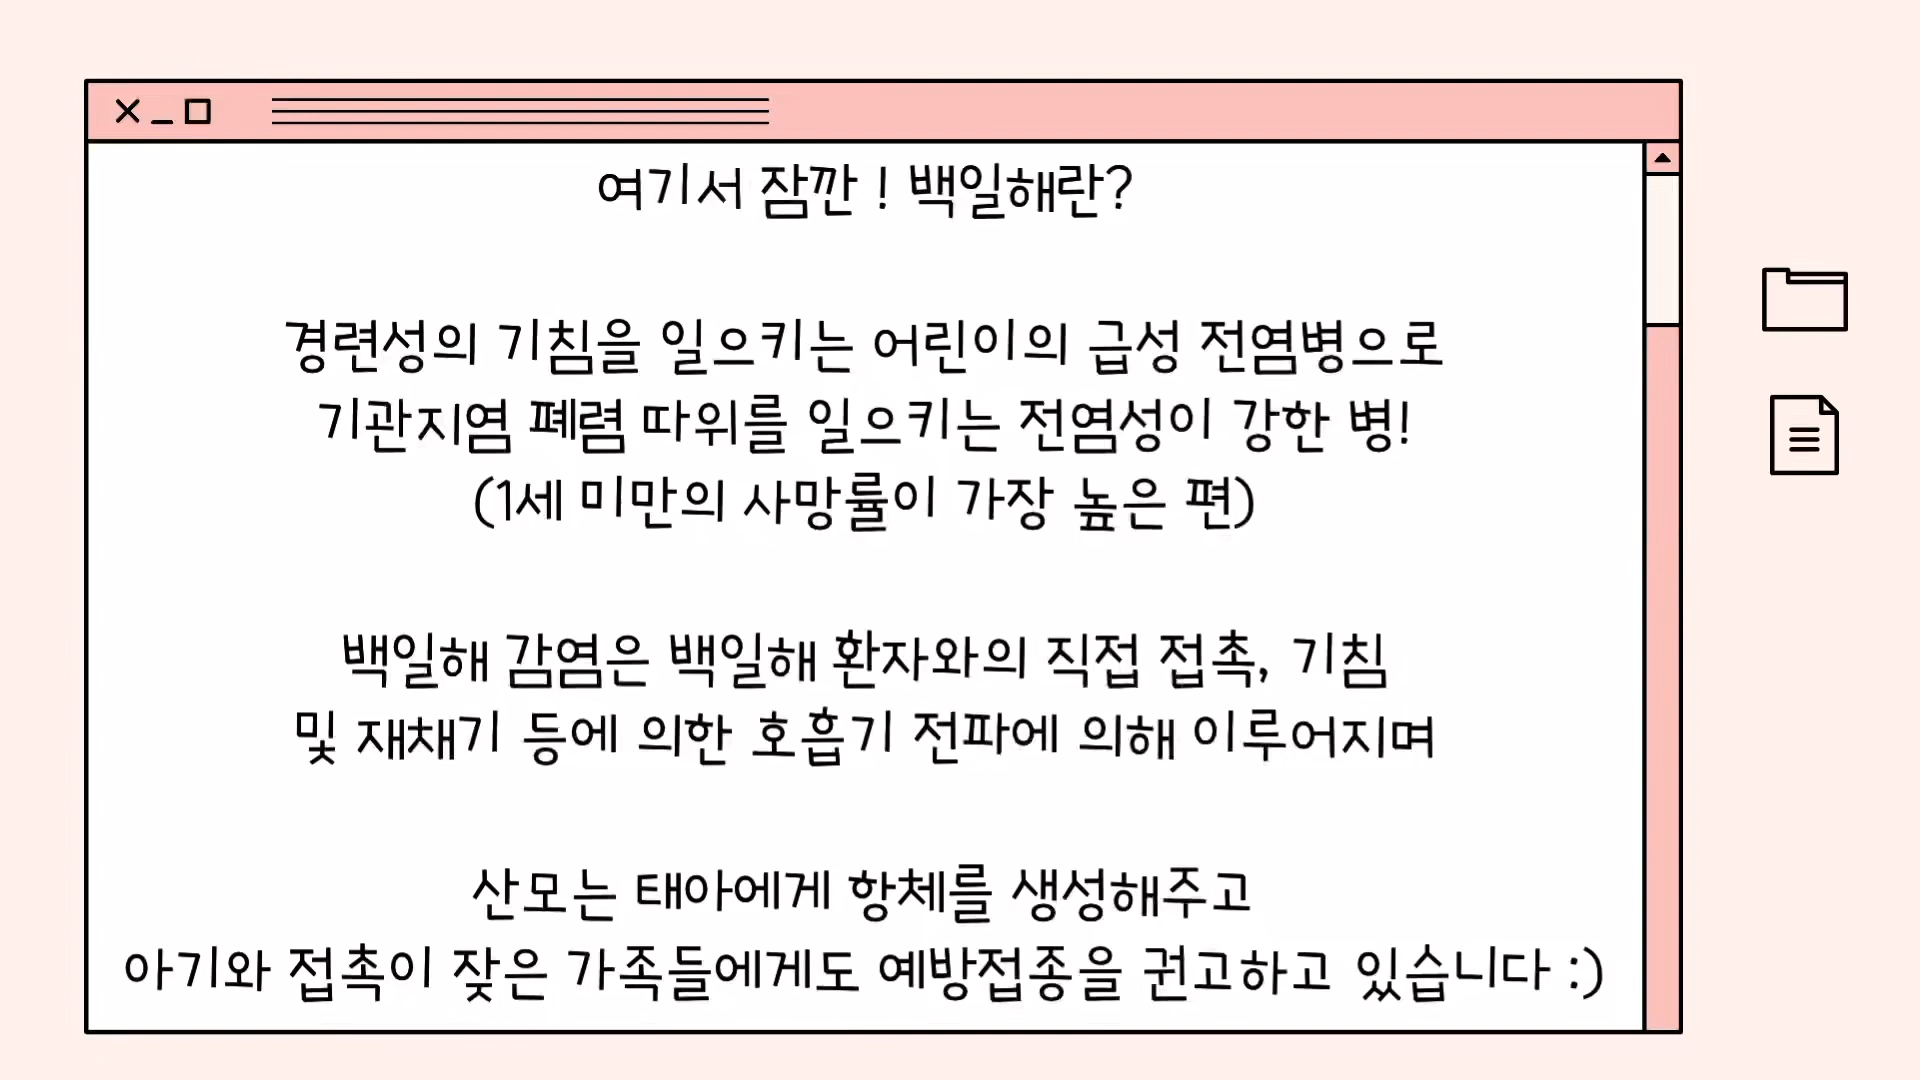 여기서 잠깐 ! 백일해란?
경련성의 기침을 일으키는 어린이의 급성 전염병으로
기관지염 폐렴 따위를 일으키는 전염성이 강한 병!
(1세 미만의 사망률이 가장 높은 편)
백일해 감염은 백일해 환자와의 직접 접촉, 기침
및 재채기 등에 의한 호흡기 전파에 의해 이루어지며
산모는 태아에게 항체를 생성해주고
아기와 접촉이 잦은 가족들에게도 예방접종을 권고하고 있습니다 :)